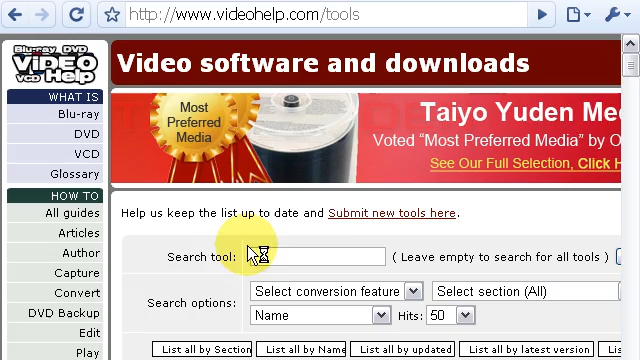 http://www.videohelp.com/tools
Blu-ray DVD
VIDEO
VCD Help
WHAT IS
Blu-ray
DVD
VCD
Glossary
HOW TO
All guides
Articles
Author
Capture
Convert
DVD Backup
Edit
Play
Video software and downloads
Most
Preferred
Media
Taiyo Yuden Me
Voted “Most Preferred Media” by O
See Our Full Selection, Click H
Help us keep the list up to date and Submit new tools here.
Search tool: ( Leave empty to search for all tools )
Search options: Select conversion feature Select section (All)
Name Hits: 50
List all by Section List all by Name List all by updated List all by latest version List